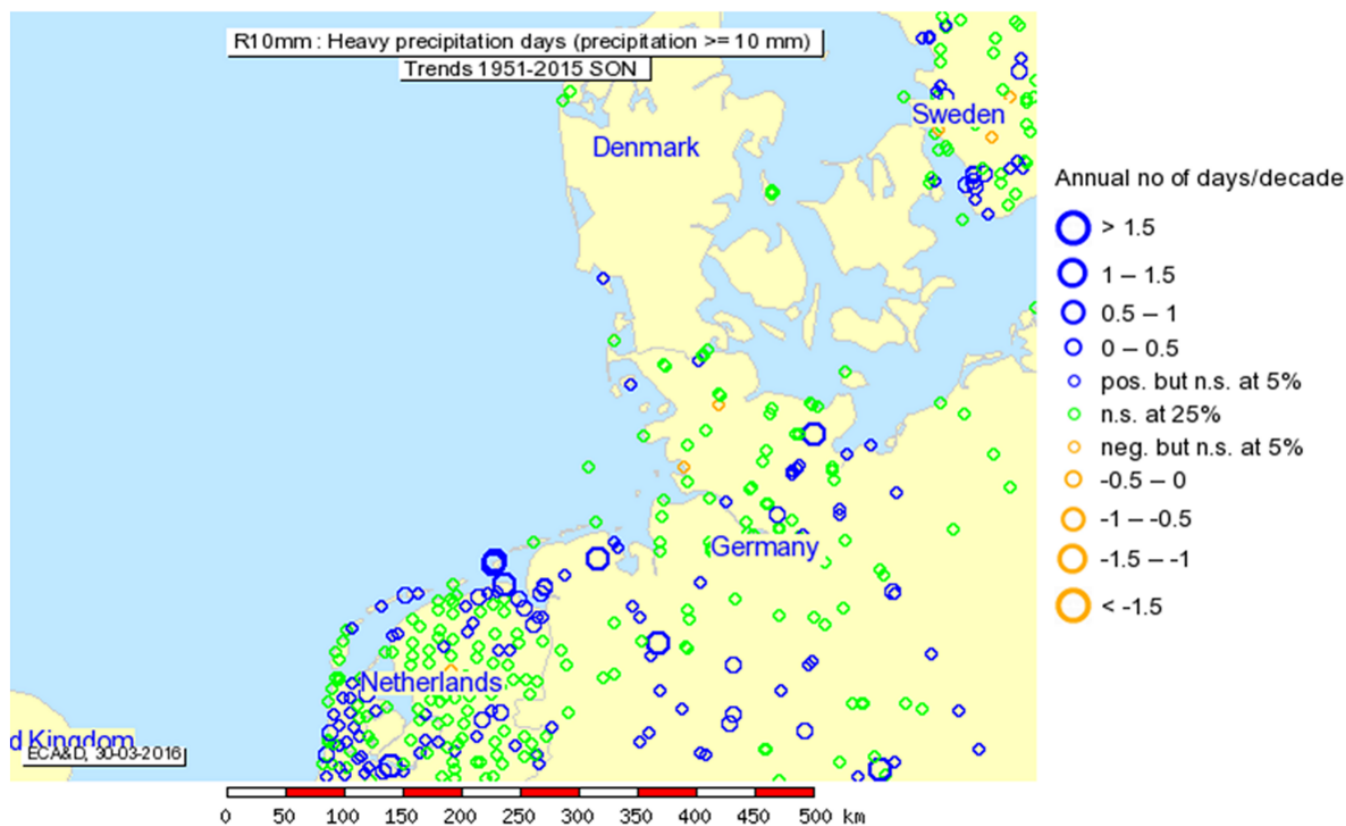 R10mm : Heavy precipitation days (precipitation >= 10 mm)
Trends 1951-2015 SON
Sweden
Denmark
Germany
Netherlands
d Kingdom
ECA&D, 30-03-2016
Annual no of days/decade
> 1.5
1 – 1.5
0.5 – 1
0 – 0.5
pos. but n.s. at 5%
n.s. at 25%
neg. but n.s. at 5%
-0.5 – 0
-1 – -0.5
-1.5 – -1
< -1.5
0 50 100 150 200 250 300 350 400 450 500 km